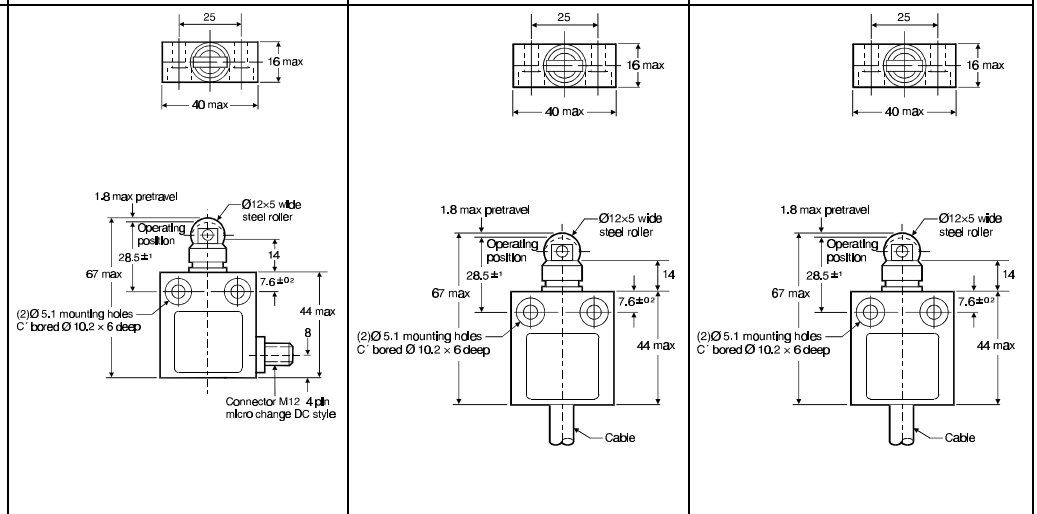 25
16 max
40 max
1.8 max pretravel
Ø12×5 wide
steel roller
Operating
position
14
28.5 ±1
67 max
7.6±0.2
(2)Ø 5.1 mounting holes
C´ bored Ø 10.2 × 6 deep
44 max
8
Connector M12 4 pin
micro change DC style
25
16 max
40 max
1.8 max pretravel
Ø12×5 wide
steel roller
Operating
position
14
28.5 ±1
67 max
7.6±0.2
(2)Ø 5.1 mounting holes
C´ bored Ø 10.2 × 6 deep
44 max
Cable
25
16 max
40 max
1.8 max pretravel
Ø12×5 wide
steel roller
Operating
position
14
28.5 ±1
67 max
7.6±0.2
(2)Ø 5.1 mounting holes
C´ bored Ø 10.2 × 6 deep
44 max
Cable